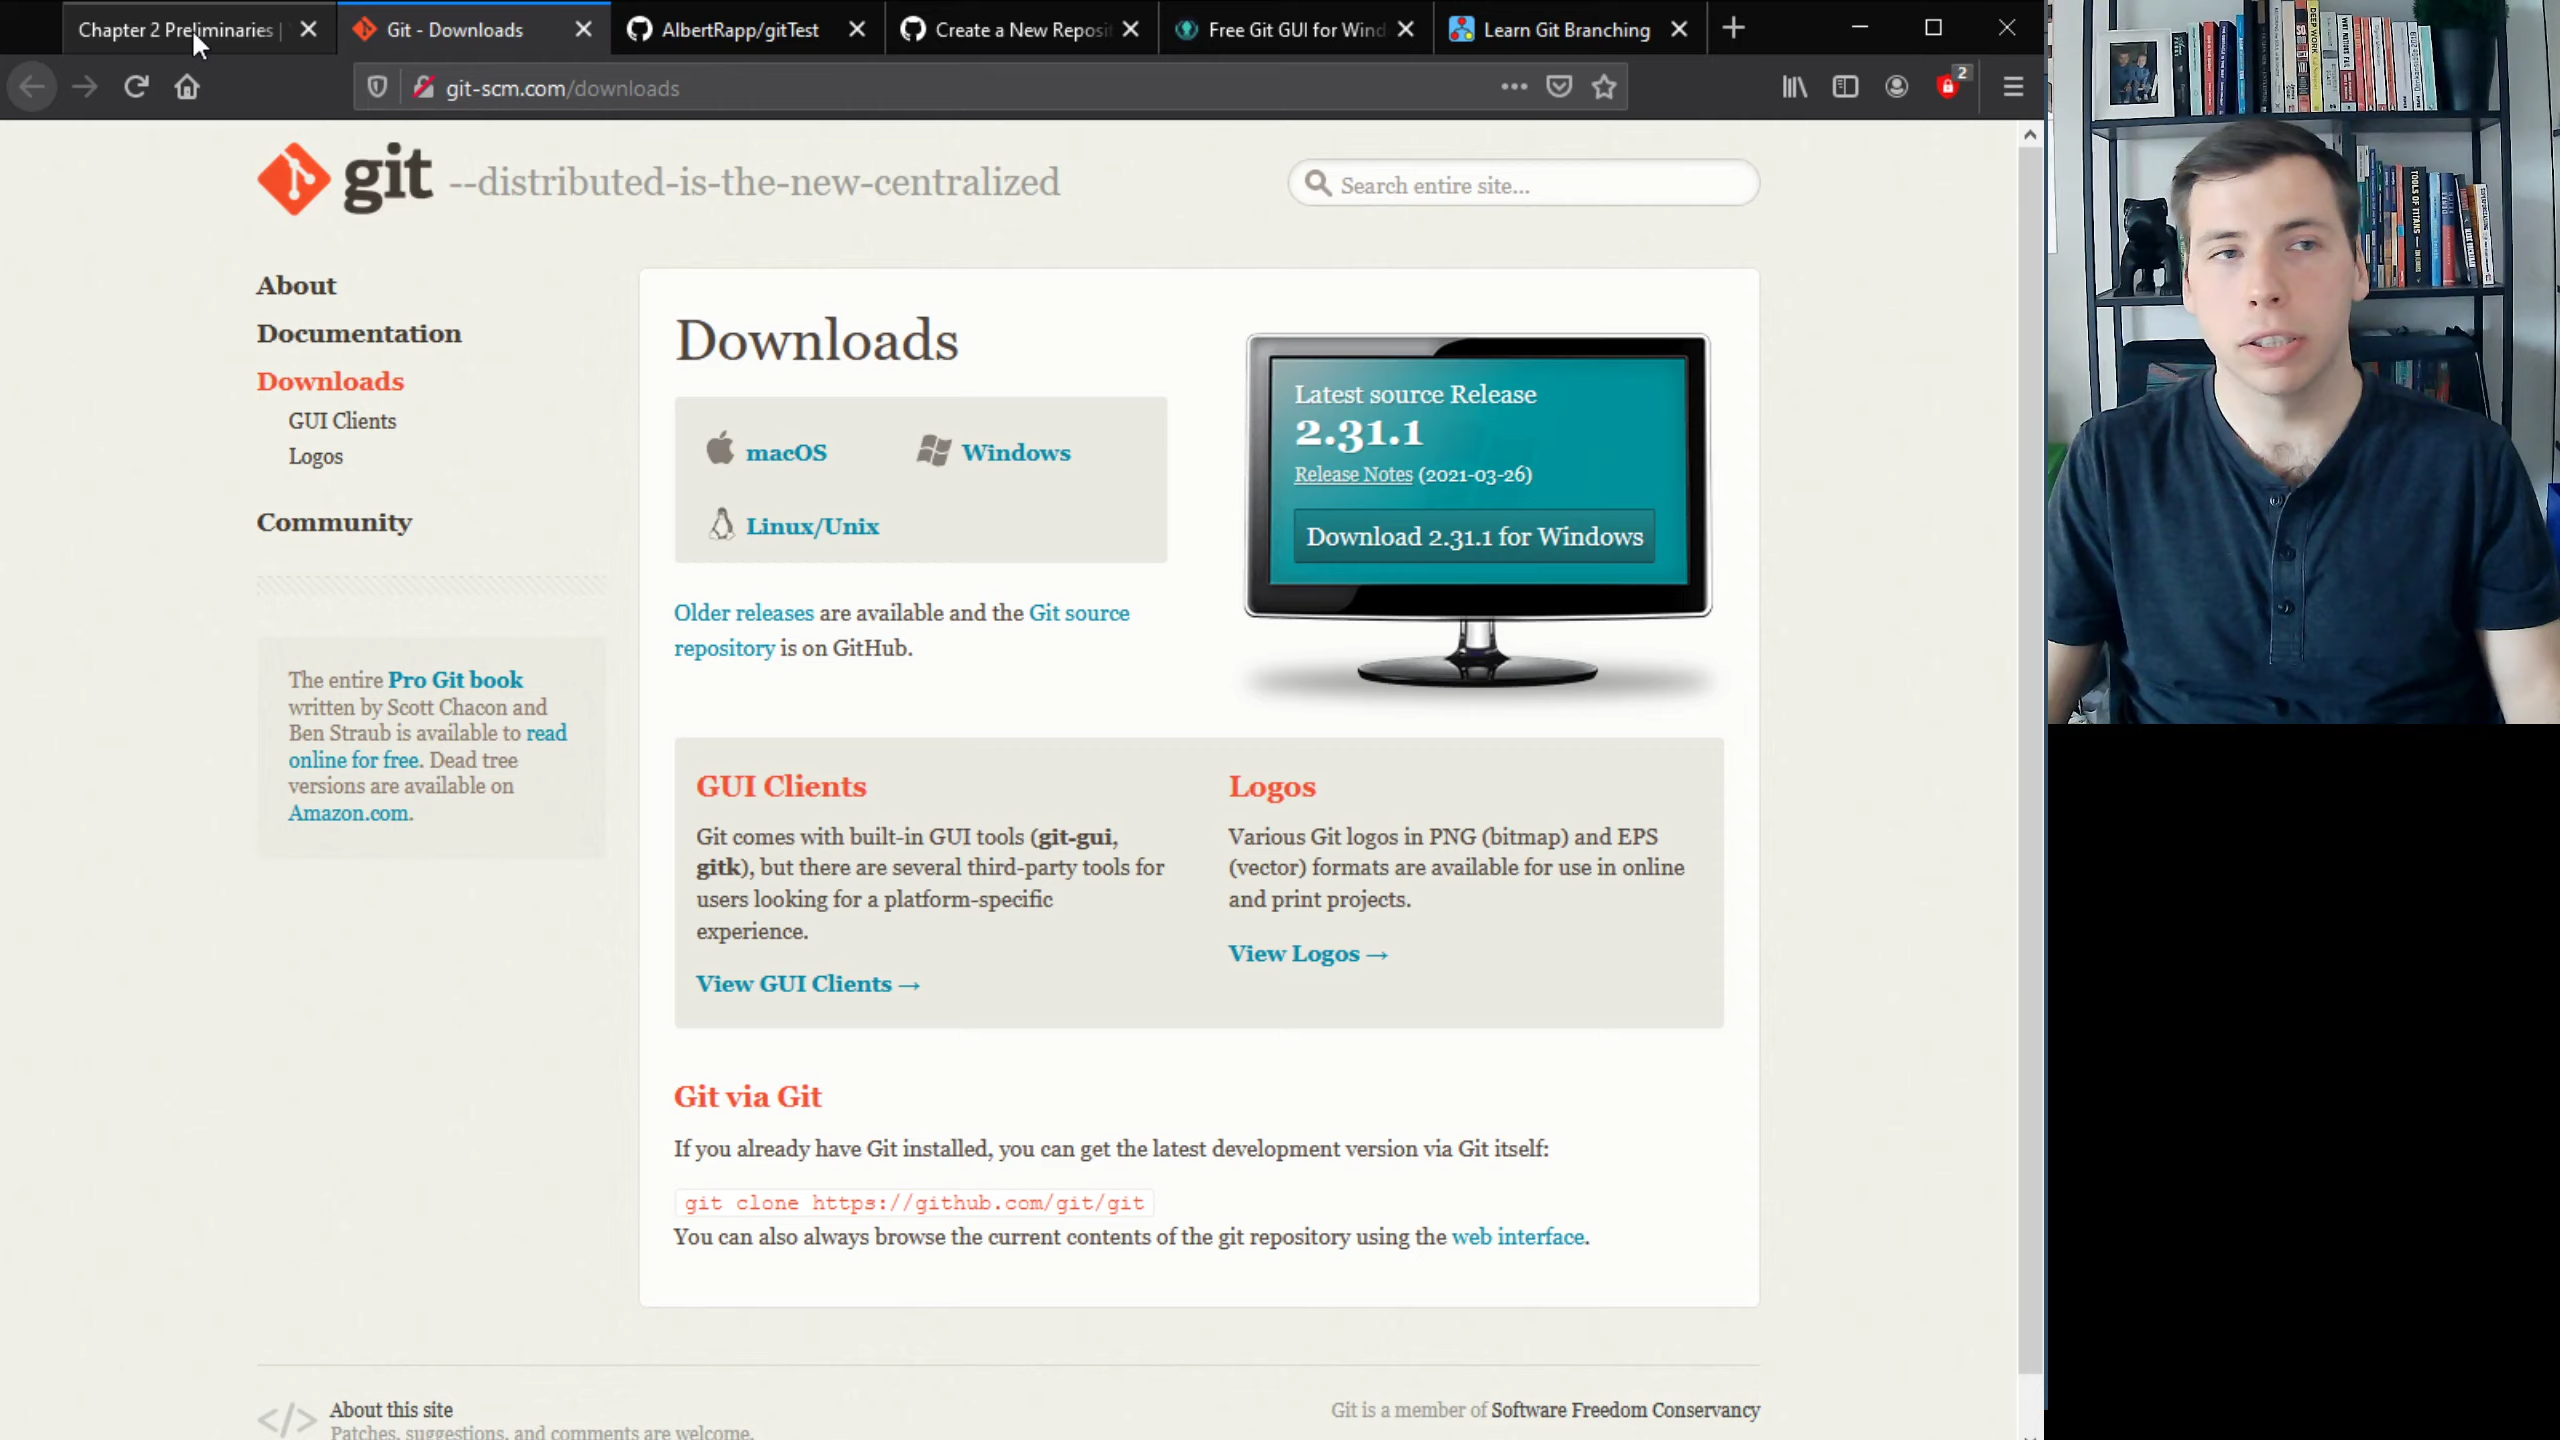 Chapter 2 Preliminaries |
Git - Downloads
AlbertRapp/gitTest
Create a New Reposit
Free Git GUI for Wind
Learn Git Branching
git-scm.com/downloads
2
git --distributed-is-the-new-centralized
Search entire site...
About
Documentation
Downloads
GUI Clients
Logos
Community
The entire Pro Git book
written by Scott Chacon and
Ben Straub is available to read
online for free. Dead tree
versions are available on
Amazon.com.
Downloads
macOS
Windows
Linux/Unix
Older releases are available and the Git source
repository is on GitHub.
Latest source Release
2.31.1
Release Notes (2021-03-26)
Download 2.31.1 for Windows
GUI Clients
Git comes with built-in GUI tools (git-gui,
gitk), but there are several third-party tools for
users looking for a platform-specific
experience.
View GUI Clients →
Logos
Various Git logos in PNG (bitmap) and EPS
(vector) formats are available for use in online
and print projects.
View Logos →
Git via Git
If you already have Git installed, you can get the latest development version via Git itself:
git clone https://github.com/git/git
You can also always browse the current contents of the git repository using the web interface.
</> About this site
Patches, suggestions, and comments are welcome.
Git is a member of Software Freedom Conservancy
DEEP WORK
TOOLS OF TITANS